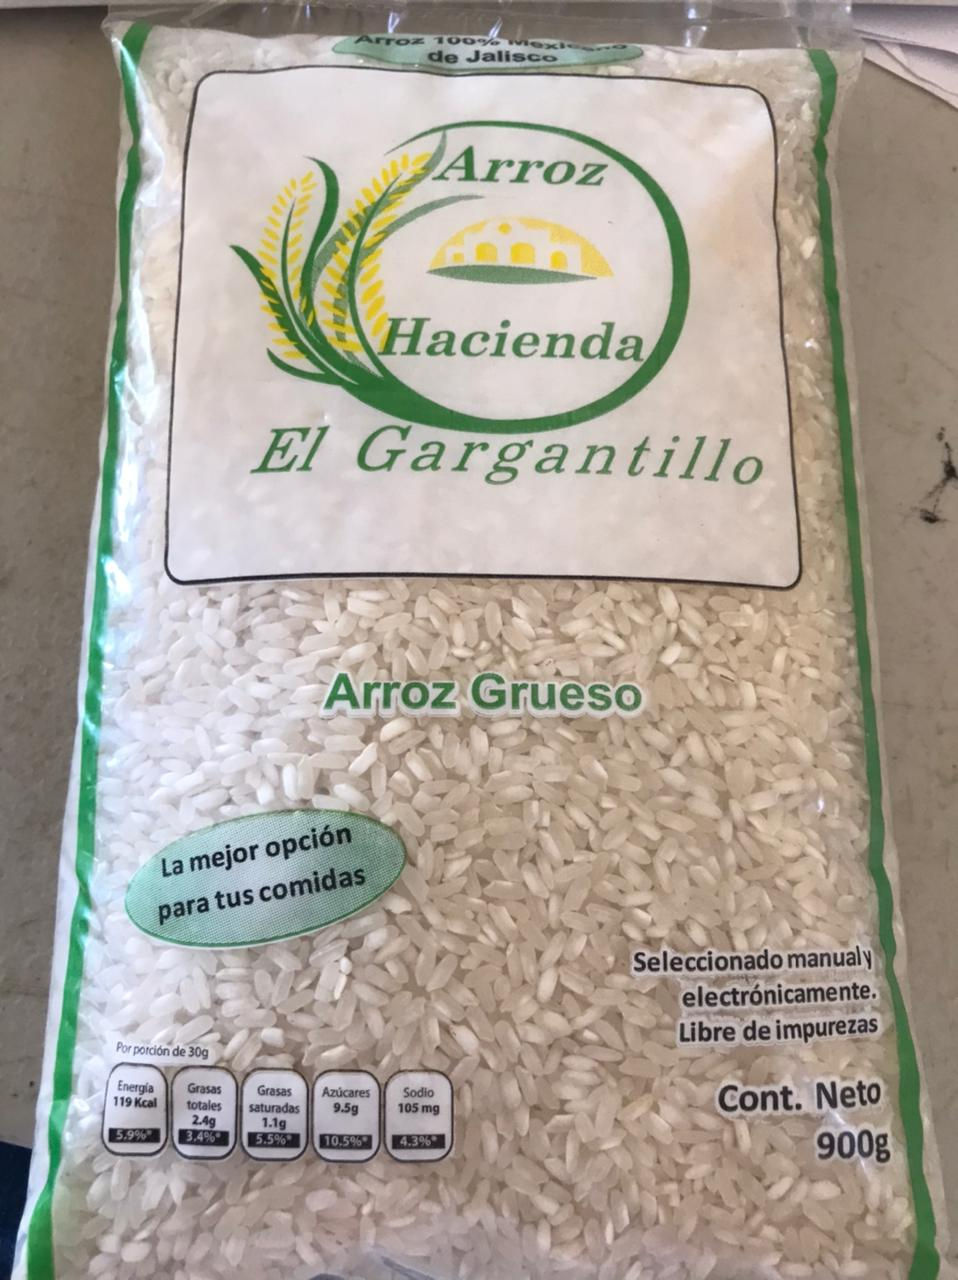 Arroz 100% Mexicano
de Jalisco
Arroz
Hacienda
El Gargantillo
Arroz Grueso
La mejor opción
para tus comidas
Seleccionado manual y
electrónicamente.
Libre de impurezas
Por porción de 30g
Energía
119 Kcal
5.9%*
Grasas
totales
2.4g
3.4%*
Grasas
saturadas
1.1g
5.5%*
Azúcares
9.5g
10.5%*
Sodio
105 mg
4.3%*
Cont. Neto
900g